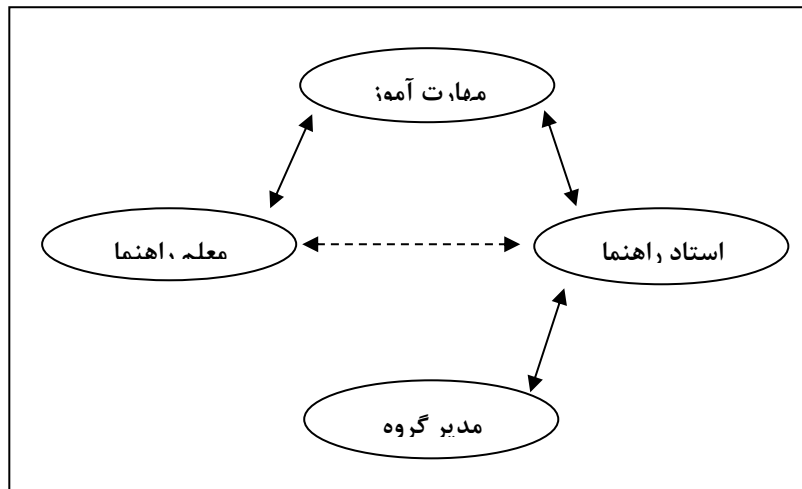 مهارت آموز
معلم راهنما
استاد راهنما
مدیر گروه